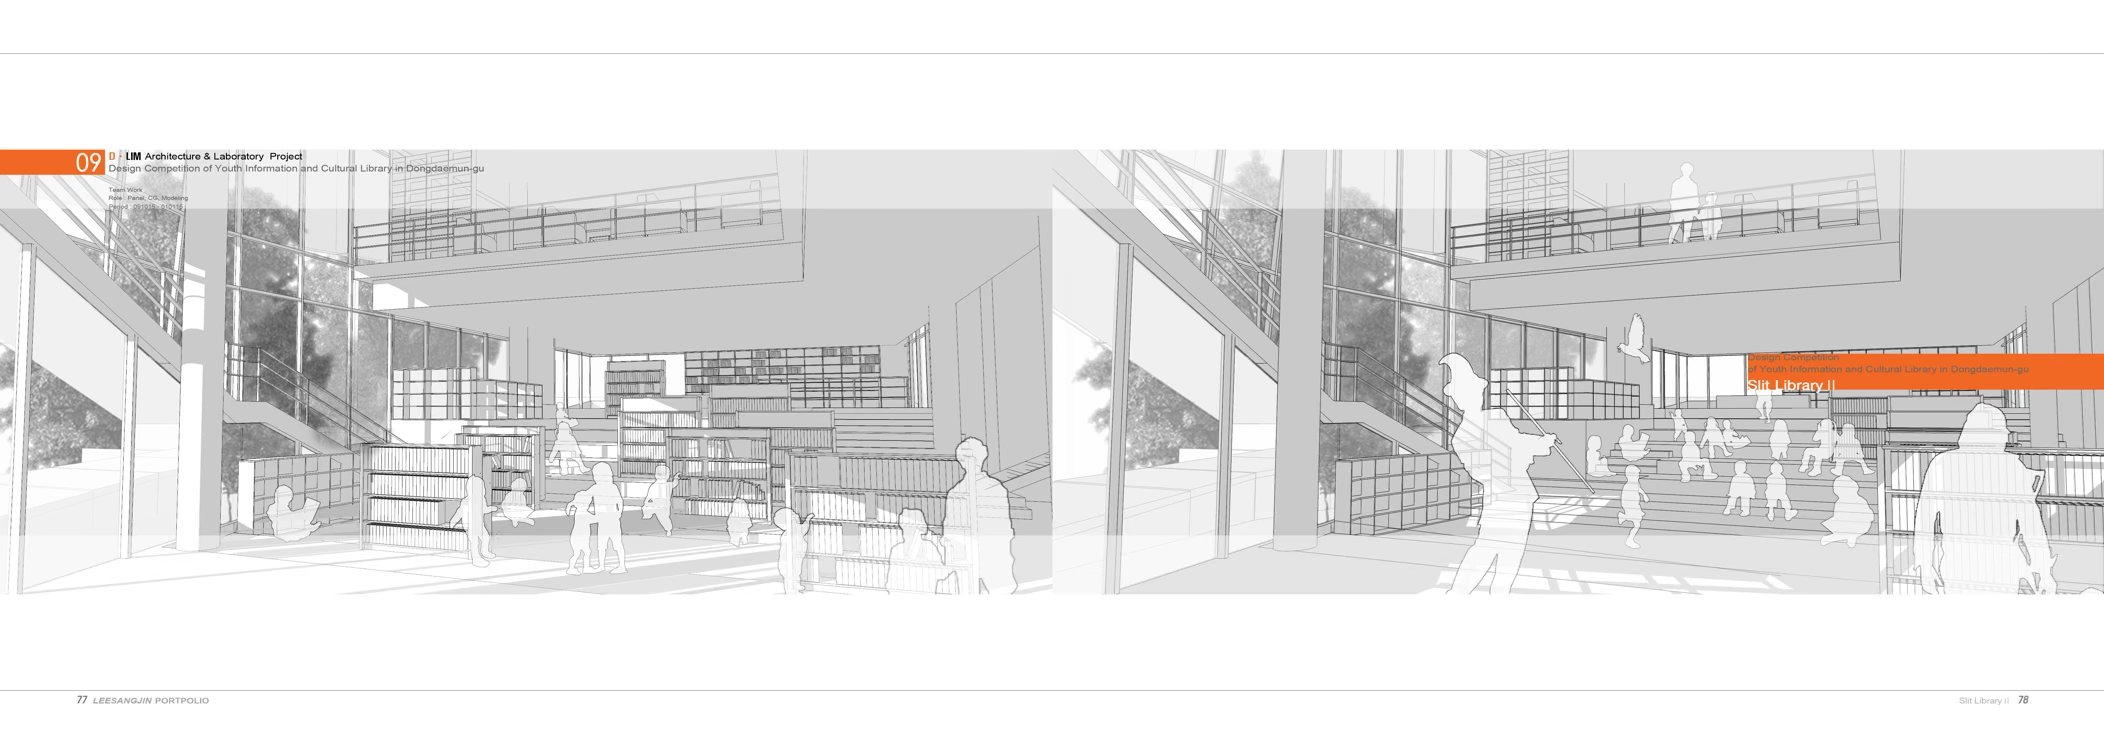 09
D - LIM Architecture & Laboratory Project
Design Competition of Youth Information and Cultural Library in Dongdaemun-gu
Team Work
Role : Panel, CG, Modeling
Period : 091010 - 010115
Design Competition
of Youth Information and Cultural Library in Dongdaemun-gu
Slit Library II
77 LEESANGJIN PORTPOLIO
Slit Library II 78